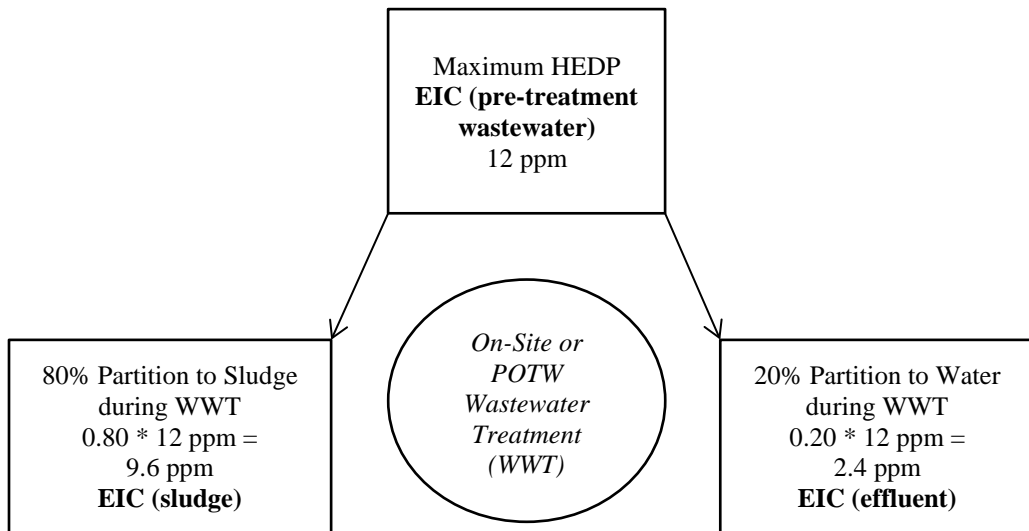 Maximum HEDP
EIC (pre-treatment
wastewater)
12 ppm
On-Site or
POTW
Wastewater
Treatment
(WWT)
80% Partition to Sludge
during WWT
0.80 * 12 ppm =
9.6 ppm
EIC (sludge)
20% Partition to Water
during WWT
0.20 * 12 ppm =
2.4 ppm
EIC (effluent)